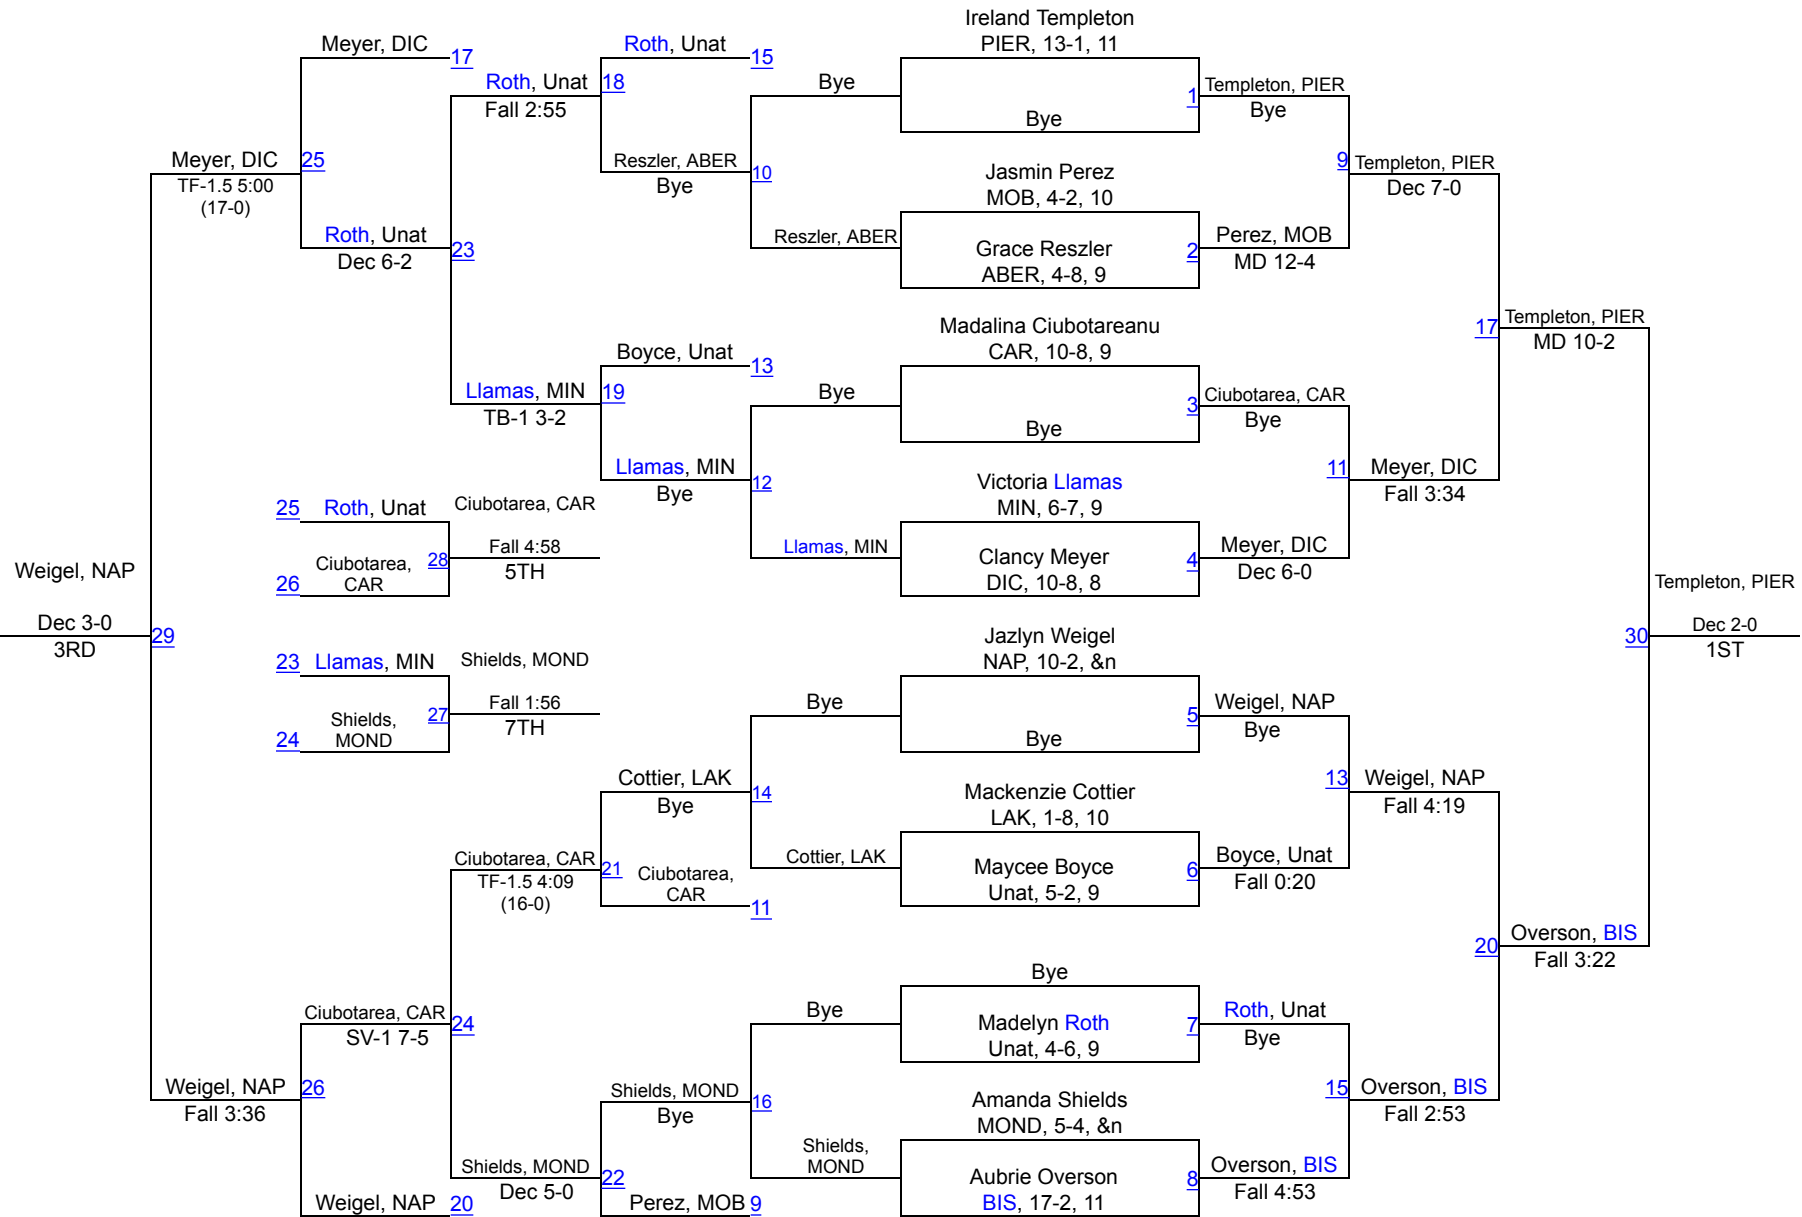 Ireland Templeton
PIER, 13-1, 11
Bye
Jasmin Perez
MOB, 4-2, 10
Grace Reszler
ABER, 4-8, 9
Madalina Ciubotareanu
CAR, 10-8, 9
Bye
Victoria Llamas
MIN, 6-7, 9
Clancy Meyer
DIC, 10-8, 8
Jazlyn Weigel
NAP, 10-2, &n
Bye
Mackenzie Cottier
LAK, 1-8, 10
Maycee Boyce
Unat, 5-2, 9
Bye
Madelyn Roth
Unat, 4-6, 9
Amanda Shields
MOND, 5-4, &n
Aubrie Overson
BIS, 17-2, 11
1
Templeton, PIER
Bye
2
Perez, MOB
MD 12-4
3
Ciubotarea, CAR
Bye
4
Meyer, DIC
Dec 6-0
5
Weigel, NAP
Bye
6
Boyce, Unat
Fall 0:20
7
Roth, Unat
Bye
8
Overson, BIS
Fall 4:53
9
Templeton, PIER
Dec 7-0
11
Meyer, DIC
Fall 3:34
13
Weigel, NAP
Fall 4:19
15
Overson, BIS
Fall 2:53
17
Templeton, PIER
MD 10-2
20
Overson, BIS
Fall 3:22
30
Templeton, PIER
Dec 2-0
1ST
Bye
Reszler, ABER
Bye
Llamas, MIN
Bye
Cottier, LAK
Bye
Shields,
MOND
Roth, Unat
15
Reszler, ABER
Bye
10
Boyce, Unat
13
Llamas, MIN
Bye
12
Cottier, LAK
Bye
14
Ciubotarea,
CAR
11
Shields, MOND
Bye
16
Perez, MOB
9
Roth, Unat
Fall 2:55
18
Llamas, MIN
TB-1 3-2
19
Ciubotarea, CAR
TF-1.5 4:09
(16-0)
21
Shields, MOND
Dec 5-0
22
Meyer, DIC
17
Roth, Unat
Dec 6-2
23
Ciubotarea, CAR
SV-1 7-5
24
Weigel, NAP
20
Meyer, DIC
TF-1.5 5:00
(17-0)
25
Weigel, NAP
Fall 3:36
26
25
Roth, Unat
26
Ciubotarea,
CAR
28
Ciubotarea, CAR
Fall 4:58
5TH
23
Llamas, MIN
24
Shields,
MOND
27
Shields, MOND
Fall 1:56
7TH
Weigel, NAP
Dec 3-0
3RD
29